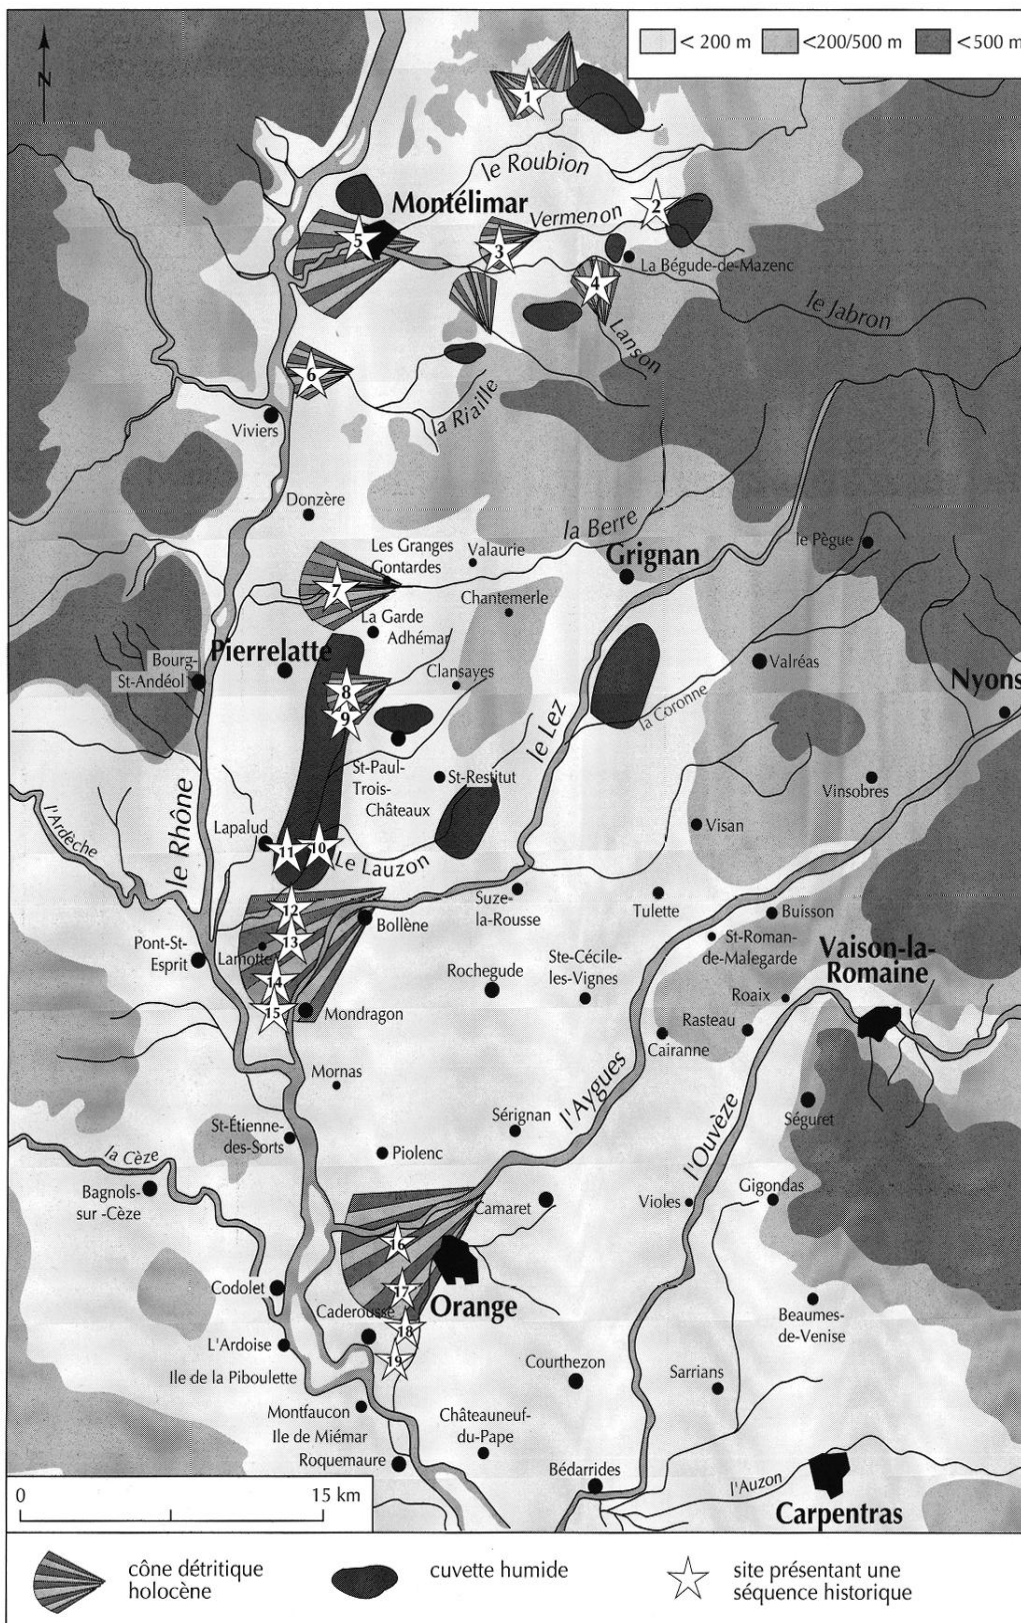 N
< 200 m
<200/500 m
<500 m
1
le Roubion
Montélimar
Vermenon
2
5
3
La Bégude-de-Mazenc
4
le Jabron
Lanson
6
la Riaille
Viviers
Donzère
la Berre
le Pègue
Les Granges
Gontardes
Valaurie
Grignan
7
Chantemerle
La Garde
Adhémar
Pierrelatte
Bourg-
St-Andéol
Clansayes
Valréas
Nyons
8
9
la Coronne
le Lez
St-Paul-
Trois-
Châteaux
St-Restitut
Vinsobres
l'Ardèche
le Rhône
Lapalud
11
10
Le Lauzon
Visan
12
Bollène
Suze-
la-Rousse
Tulette
Buisson
13
Lamotte
Pont-St-
Esprit
St-Roman-
de-Malegarde
Vaison-la-
Romaine
Ste-Cécile-
les-Vignes
Rochegude
14
15
Mondragon
Roaix
Rasteau
Cairanne
Mornas
l'Aygues
Séguret
St-Étienne-
des-Sorts
Sérignan
l'Ouvèze
la Cèze
Piolenc
Bagnols-
sur -Cèze
Camaret
Violes
Gigondas
16
Codolet
17
Orange
Caderousse
18
Beaumes-
de-Venise
L'Ardoise
19
Ile de la Piboulette
Courthezon
Sarrians
Montfaucon
Ile de Miémar
Châteauneuf-
du-Pape
Roquemaure
Bédarrides
l'Auzon
Carpentras
0
15 km
cône détritique
holocène
cuvette humide
site présentant une
séquence historique